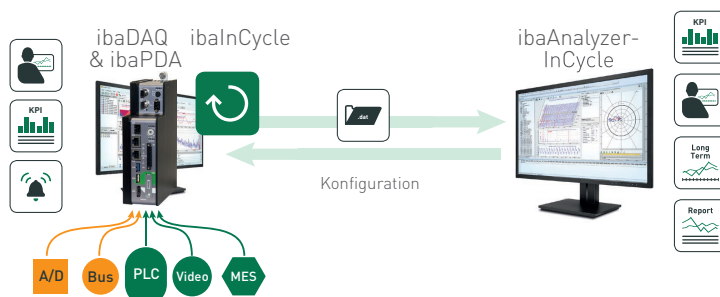 ibaDAQ
& ibaPDA
ibaInCycle
ibaAnalyzer-
InCycle
KPI
.dat
Konfiguration
KPI
Long
Term
Report
A/D
Bus
PLC
Video
MES